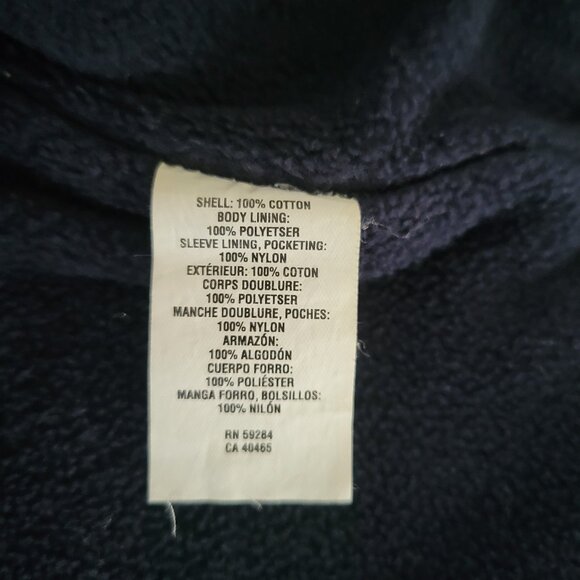 SHELL: 100% COTTON
BODY LINING:
100% POLYETSER
SLEEVE LINING, POCKETING:
100% NYLON
EXTÉRIEUR: 100% COTON
CORPS DOUBLURE:
100% POLYETSER
MANCHE DOUBLURE, POCHES:
100% NYLON
ARMAZÓN:
100% ALGODÓN
CUERPO FORRO:
100% POLIÉSTER
MANGA FORRO, BOLSILLOS:
100% NILÓN
RN 59284
CA 40465